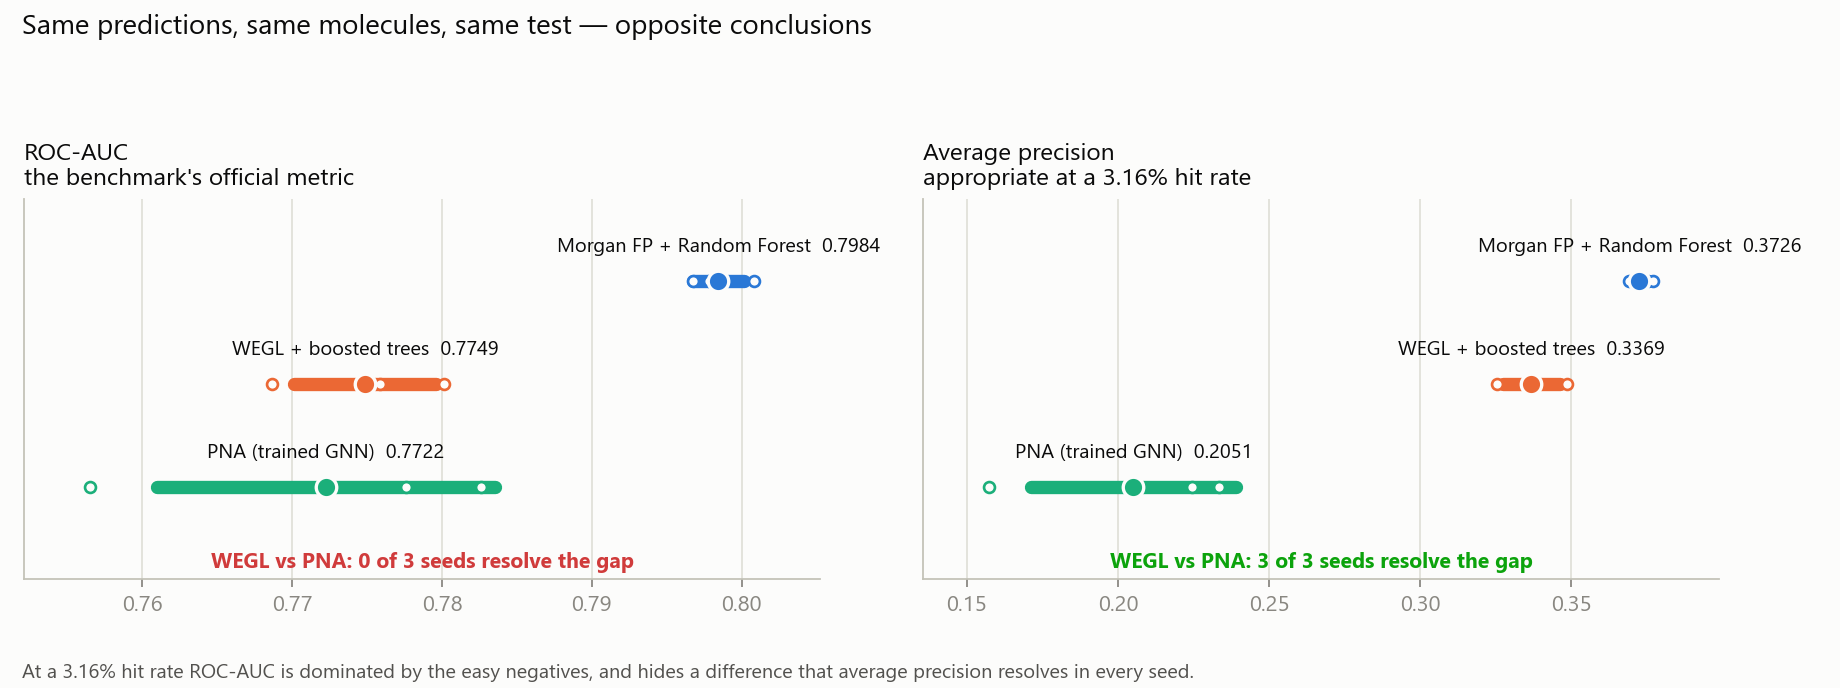 Same predictions, same molecules, same test — opposite conclusions
ROC-AUC
the benchmark's official metric
Morgan FP + Random Forest 0.7984
WEGL + boosted trees 0.7749
PNA (trained GNN) 0.7722
WEGL vs PNA: 0 of 3 seeds resolve the gap
0.76 0.77 0.78 0.79 0.80
Average precision
appropriate at a 3.16% hit rate
Morgan FP + Random Forest 0.3726
WEGL + boosted trees 0.3369
PNA (trained GNN) 0.2051
WEGL vs PNA: 3 of 3 seeds resolve the gap
0.15 0.20 0.25 0.30 0.35
At a 3.16% hit rate ROC-AUC is dominated by the easy negatives, and hides a difference that average precision resolves in every seed.